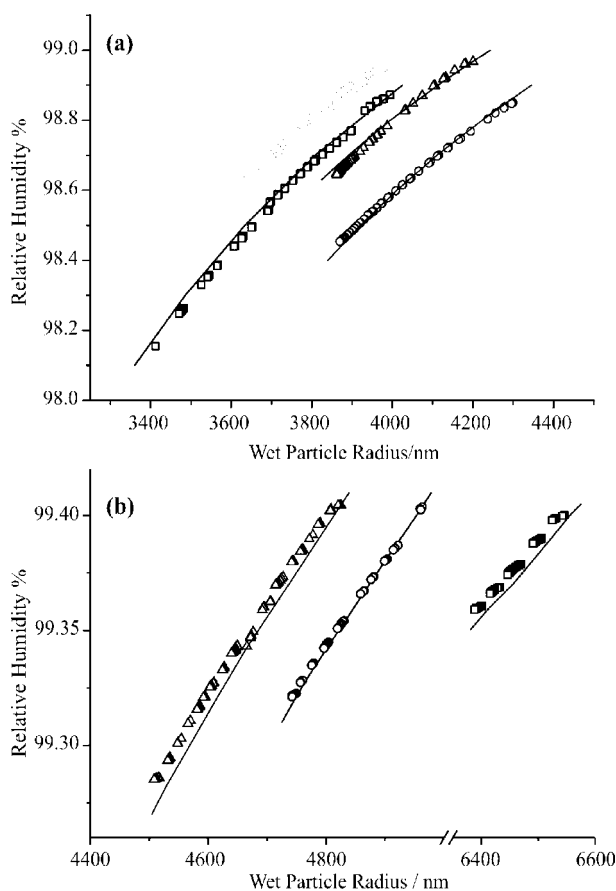 (a)
99.0
98.8
98.6
98.4
98.2
98.0
Relative Humidity %
3400 3600 3800 4000 4200 4400
Wet Particle Radius/nm
(b)
99.40
99.35
99.30
Relative Humidity %
4400 4600 4800 6400 6600
Wet Particle Radius / nm